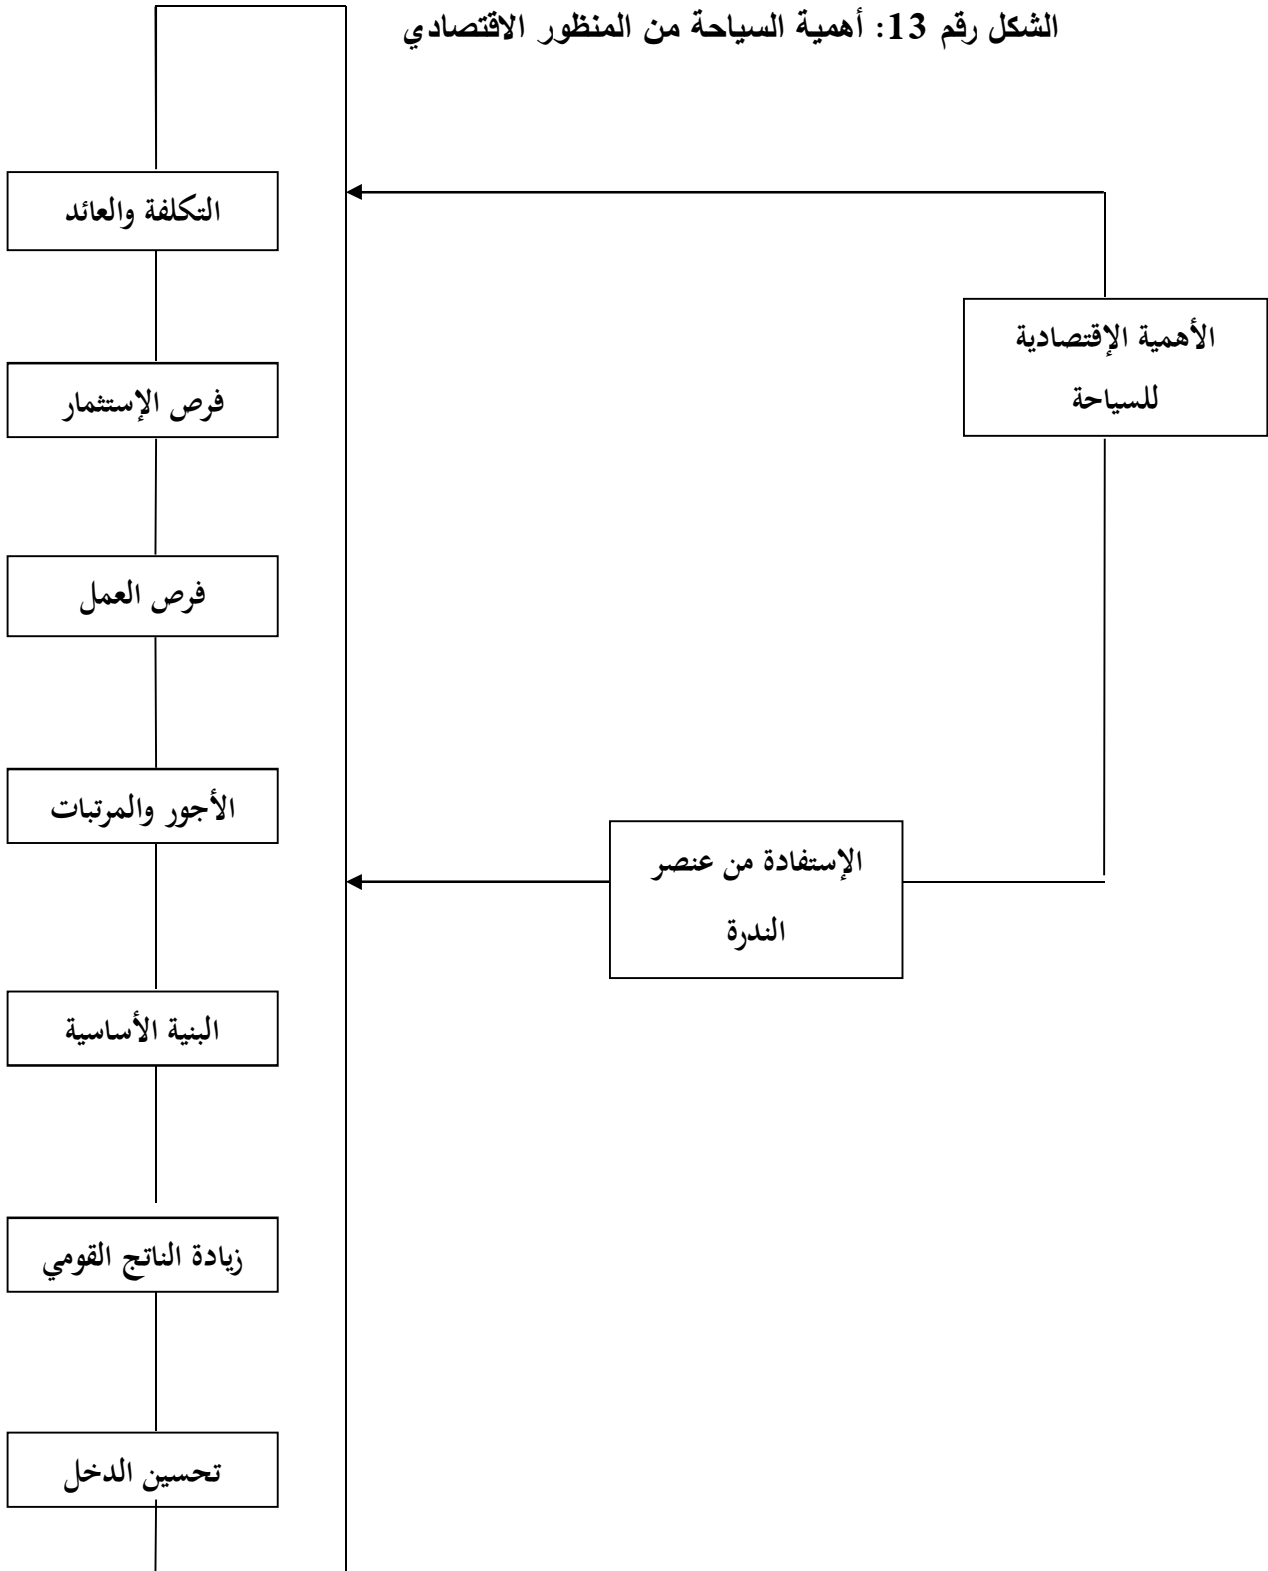 الشكل رقم 13: أهمية السياحة من المنظور الاقتصادي
الأهمية الإقتصادية
للسياحة
الإستفادة من عنصر
الندرة
التكلفة والعائد
فرص الإستثمار
فرص العمل
الأجور والمرتبات
البنية الأساسية
زيادة الناتج القومي
تحسين الدخل